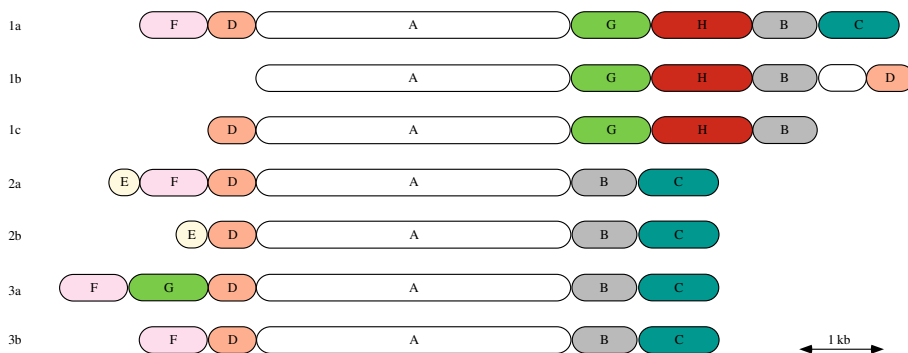 1a F D A G H B C
1b A G H B D
1c D A G H B
2a E F D A B C
2b E D A B C
3a F G D A B C
3b F D A B C 1 kb